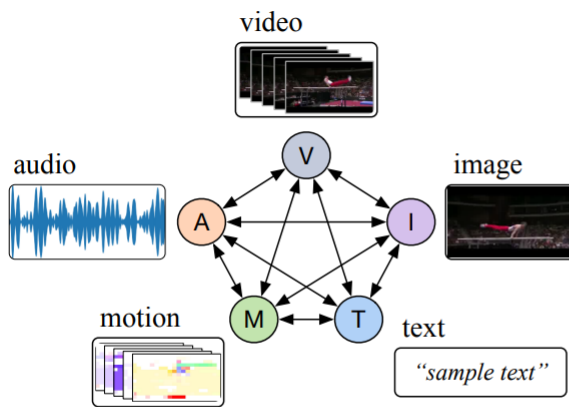 video
audio
image
V
A
I
M
T
motion
text
“sample text”